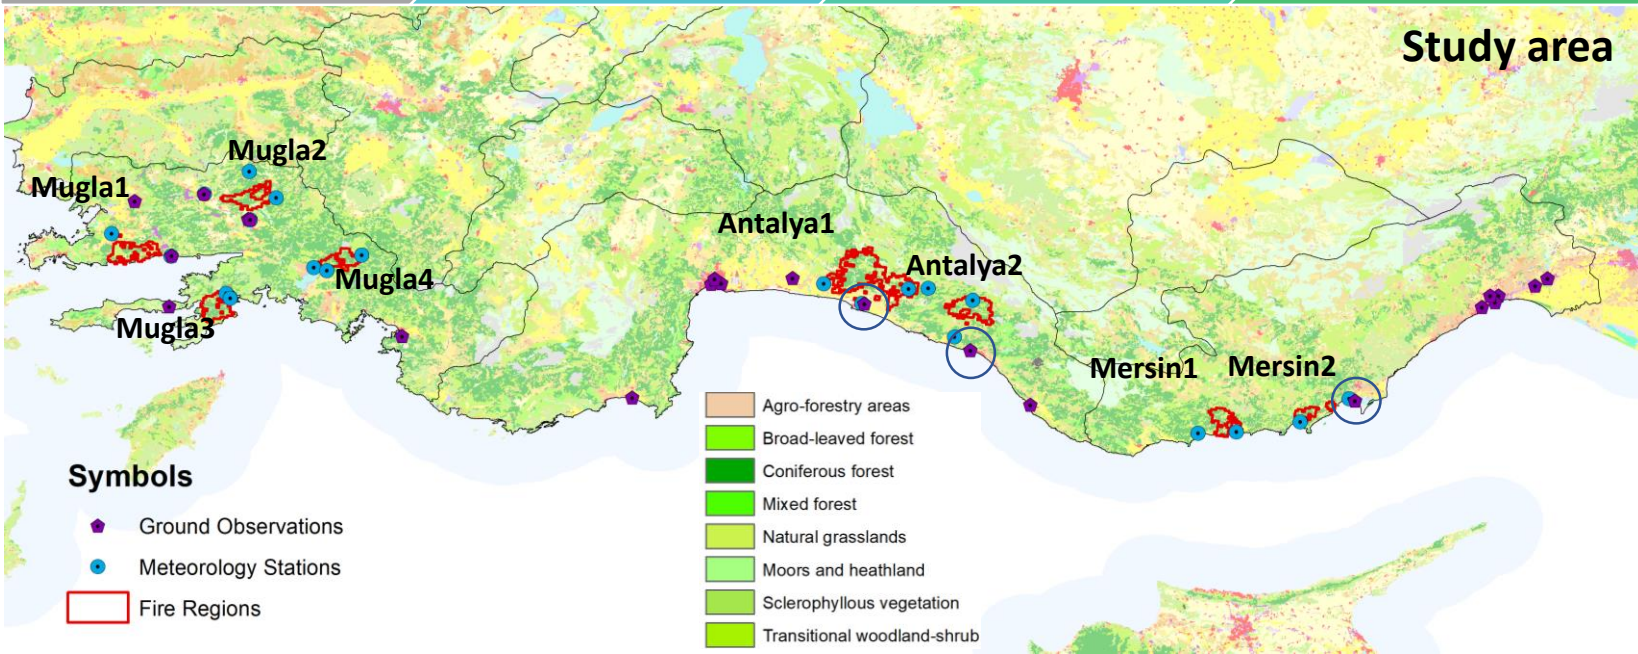 Study area
Mugla2
Mugla1
Antalya1
Antalya2
Mugla4
Mugla3
Mersin1
Mersin2
Symbols
Ground Observations
Meteorology Stations
Fire Regions
Agro-forestry areas
Broad-leaved forest
Coniferous forest
Mixed forest
Natural grasslands
Moors and heathland
Sclerophyllous vegetation
Transitional woodland-shrub